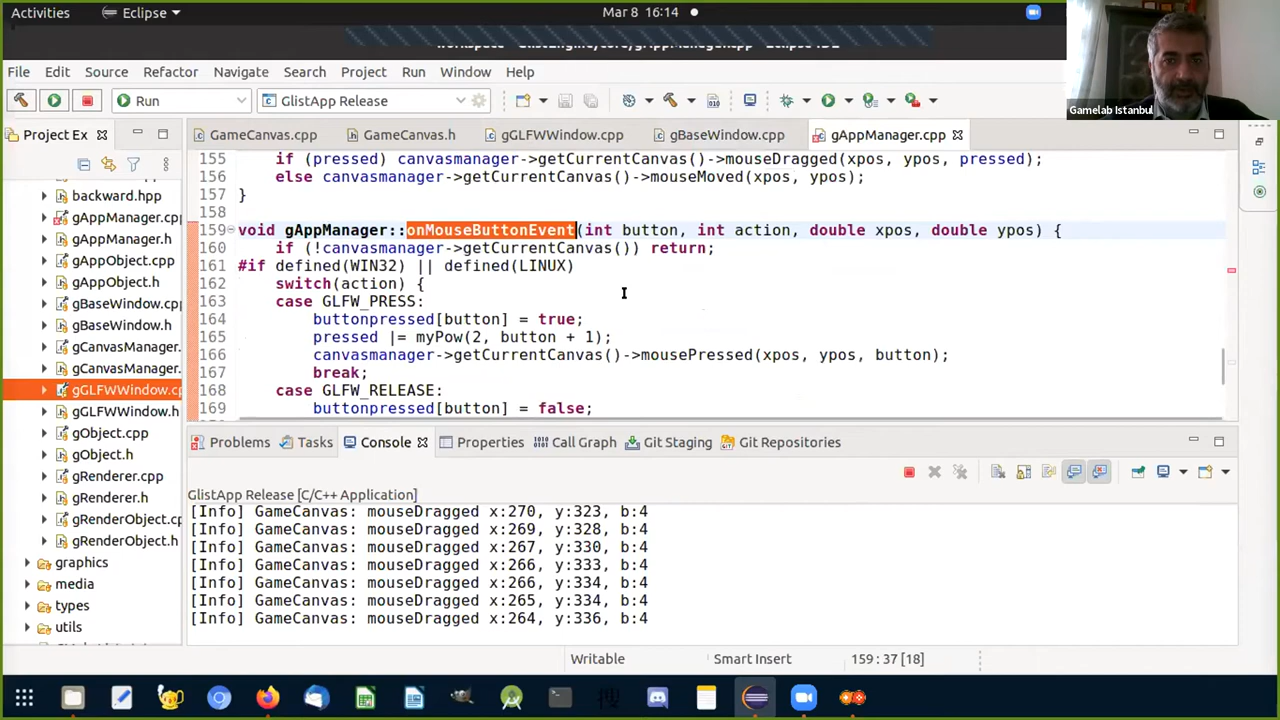 Activities
Eclipse
Mar 8 16:14
Gamelab Istanbul
File Edit Source Refactor Navigate Search Project Run Window Help
Run
GlistApp Release
Project Ex
GameCanvas.cpp
GameCanvas.h
gGLFWWindow.cpp
gBaseWindow.cpp
gAppManager.cpp
backward.hpp
gAppManager.cpp
gAppObject.cpp
gAppObject.h
gBaseWindow.cp
gBaseWindow.h
gCanvasManager.
gCanvasManager.
gGLFWWindow.cp
gGLFWWindow.h
gObject.cpp
gObject.h
gRenderer.cpp
gRenderer.h
gRenderObject.cp
gRenderObject.h
graphics
media
types
utils
155 if (pressed) canvasmanager->getCurrentCanvas()->mouseDragged(xpos, ypos, pressed);
156 else canvasmanager->getCurrentCanvas()->mouseMoved(xpos, ypos);
157 }
158
159 void gAppManager::onMouseButtonEvent(int button, int action, double xpos, double ypos) {
160 if (!canvasmanager->getCurrentCanvas()) return;
161 #if defined(WIN32) || defined(LINUX)
162 switch(action) {
163 case GLFW_PRESS:
164 buttonpressed[button] = true;
165 pressed |= myPow(2, button + 1);
166 canvasmanager->getCurrentCanvas()->mousePressed(xpos, ypos, button);
167 break;
168 case GLFW_RELEASE:
169 buttonpressed[button] = false;
Problems Tasks Console Properties Call Graph Git Staging Git Repositories
GlistApp Release [C/C++ Application]
[Info] GameCanvas: mouseDragged x:270, y:323, b:4
[Info] GameCanvas: mouseDragged x:269, y:328, b:4
[Info] GameCanvas: mouseDragged x:267, y:330, b:4
[Info] GameCanvas: mouseDragged x:266, y:333, b:4
[Info] GameCanvas: mouseDragged x:266, y:334, b:4
[Info] GameCanvas: mouseDragged x:265, y:334, b:4
[Info] GameCanvas: mouseDragged x:264, y:336, b:4
Writable
Smart Insert
159 : 37 [18]